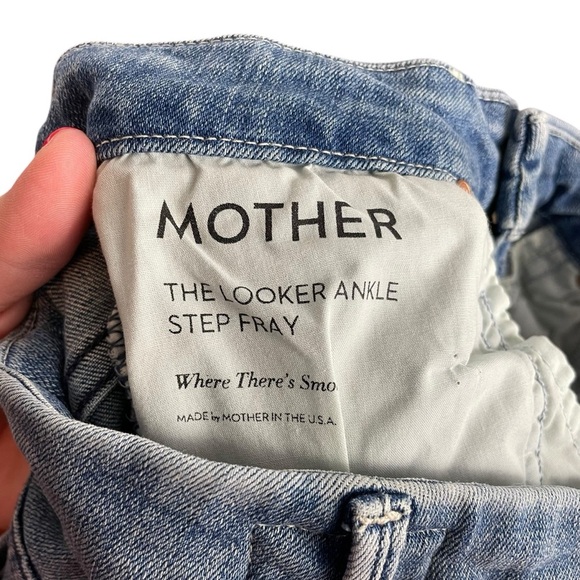 MOTHER
THE LOOKER ANKLE
STEP FRAY
Where There's Smo
MADE by MOTHER IN THE U.S.A.